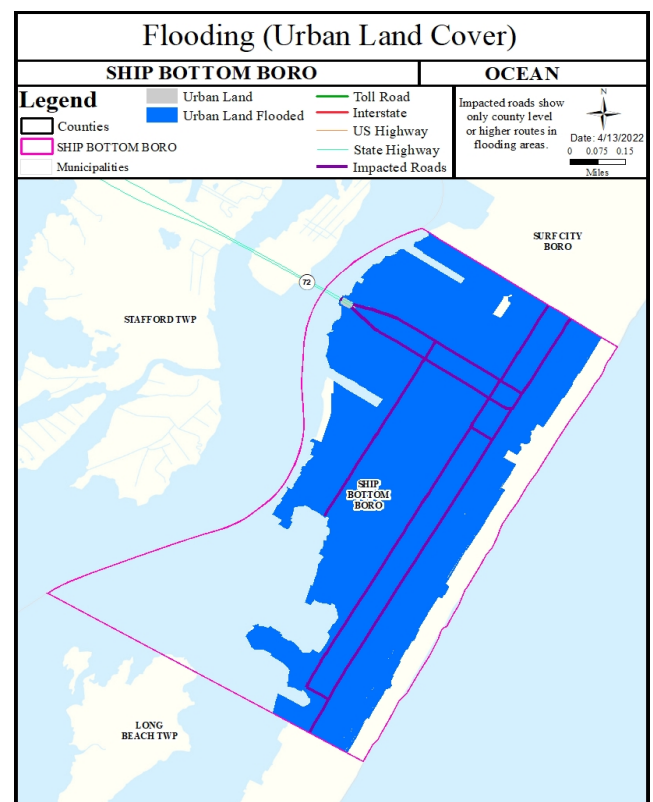 Flooding (Urban Land Cover)
SHIP BOTTOM BORO
OCEAN
Legend
Counties
SHIP BOTTOM BORO
Municipalities
Urban Land
Urban Land Flooded
Toll Road
Interstate
US Highway
State Highway
Impacted Roads
Impacted roads show
only county level
or higher routes in
flooding areas.
N
Date: 4/13/2022
0 0.075 0.15
Miles
SURF CITY
BORO
72
STAFFORD TWP
SHIP
BOTTOM
BORO
LONG
BEACH TWP